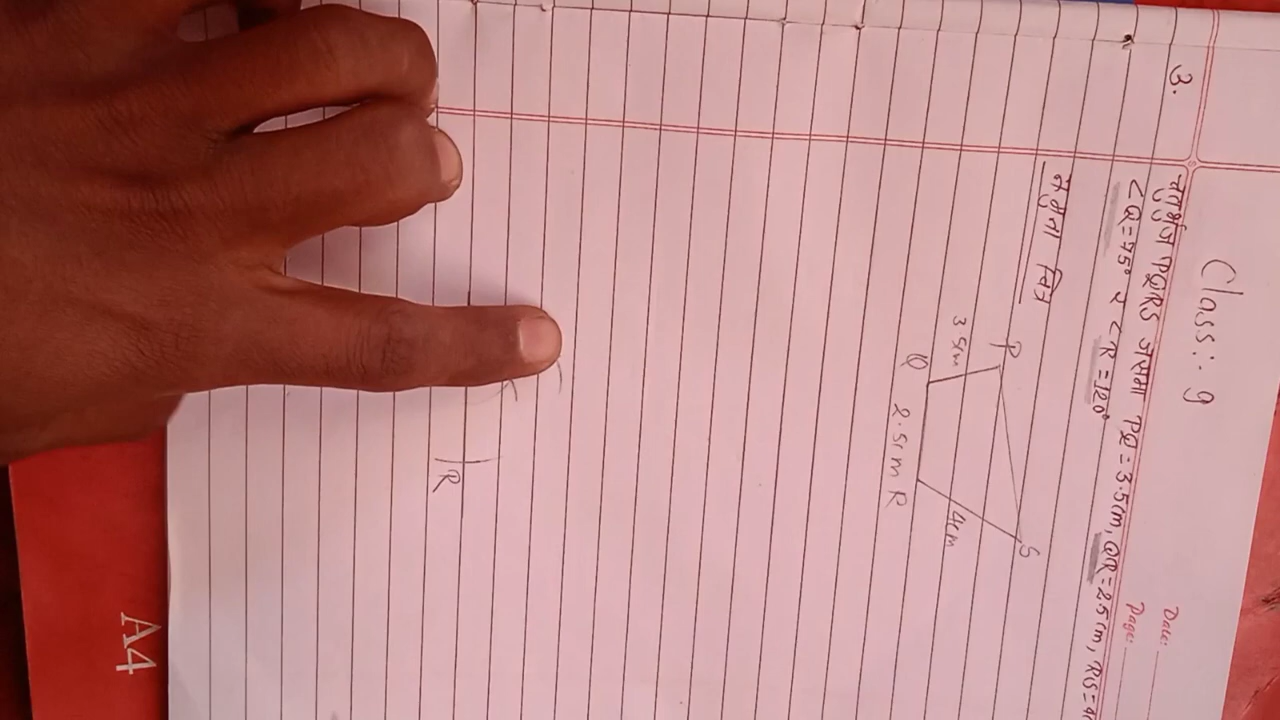 Class:- 9
Date:
Page:
3. चतुर्भुज PQRS जसमा PQ = 3.5cm, QR = 2.5cm, RS = 4
<Q = 75° र <R = 120°
नमुना चित्र
P
S
3.5cm
4cm
Q
2.5cm
R
R
A4